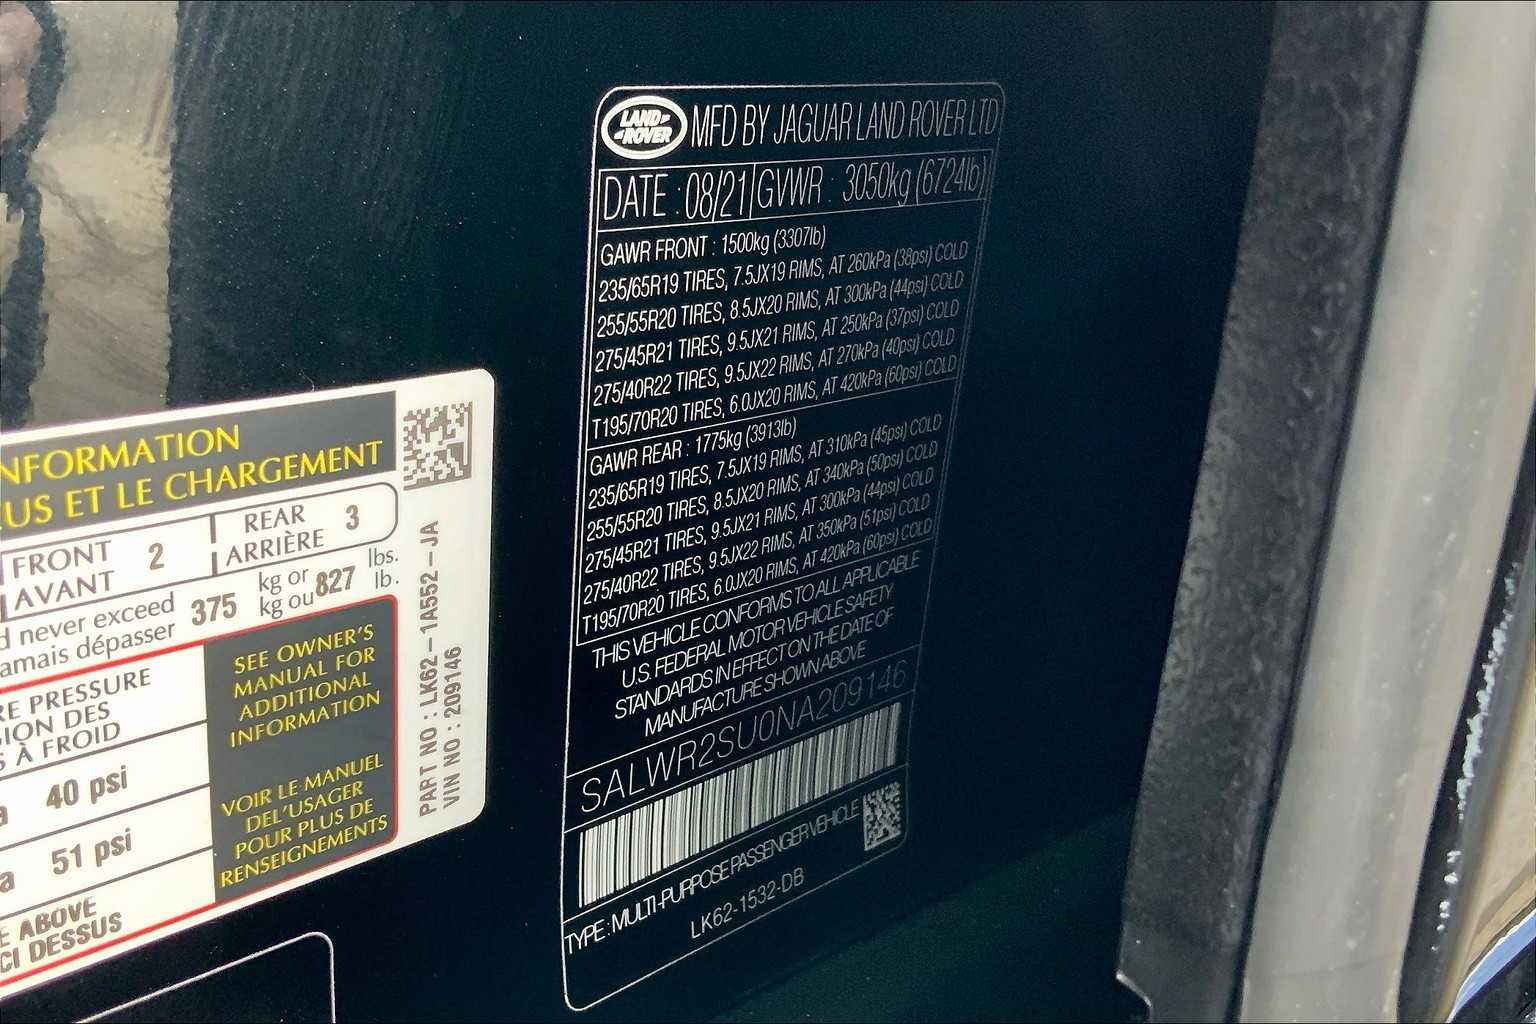 NFORMATION
US ET LE CHARGEMENT
FRONT
AVANT
2
REAR
ARRIÈRE
3
d never exceed
amais dépasser
375
kg or
kg ou
827
lbs.
lb.
RE PRESSURE
SION DES
S À FROID
40 psi
51 psi
E ABOVE
CI DESSUS
SEE OWNER'S
MANUAL FOR
ADDITIONAL
INFORMATION
VOIR LE MANUEL
DEL'USAGER
POUR PLUS DE
RENSEIGNEMENTS
PART NO : LK62-1A552-JA
VIN NO : 209146
LAND
ROVER
MFD BY JAGUAR LAND ROVER LTD
DATE : 08/21 GVWR : 3050kg (6724lb)
GAWR FRONT : 1500kg (3307lb)
235/65R19 TIRES, 7.5JX19 RIMS, AT 260kPa (38psi) COLD
255/55R20 TIRES, 8.5JX20 RIMS, AT 300kPa (44psi) COLD
275/45R21 TIRES, 9.5JX21 RIMS, AT 250kPa (37psi) COLD
275/40R22 TIRES, 9.5JX22 RIMS, AT 270kPa (40psi) COLD
T195/70R20 TIRES, 6.0JX20 RIMS, AT 420kPa (60psi) COLD
GAWR REAR : 1775kg (3913lb)
235/65R19 TIRES, 7.5JX19 RIMS, AT 310kPa (45psi) COLD
255/55R20 TIRES, 8.5JX20 RIMS, AT 340kPa (50psi) COLD
275/45R21 TIRES, 9.5JX21 RIMS, AT 300kPa (44psi) COLD
275/40R22 TIRES, 9.5JX22 RIMS, AT 350kPa (51psi) COLD
T195/70R20 TIRES, 6.0JX20 RIMS, AT 420kPa (60psi) COLD
THIS VEHICLE CONFORMS TO ALL APPLICABLE
U.S. FEDERAL MOTOR VEHICLE SAFETY
STANDARDS IN EFFECT ON THE DATE OF
MANUFACTURE SHOWN ABOVE
SALWR2SU0NA209146
TYPE : MULTI-PURPOSE PASSENGER VEHICLE
LK62-1532-DB